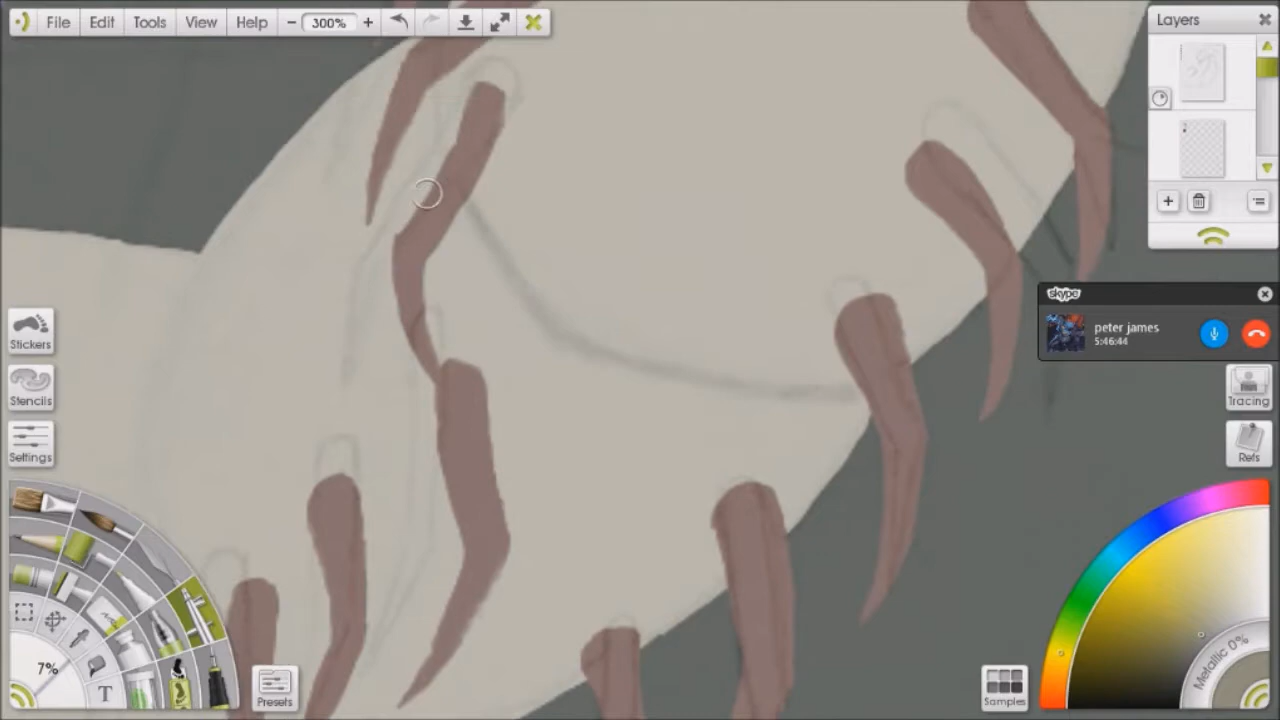 File Edit Tools View Help − 300% +
Layers
skype
peter james
5:46:44
Stickers
Stencils
Settings
Tracing
Refs
7%
T
Presets
Samples
Metallic 0%